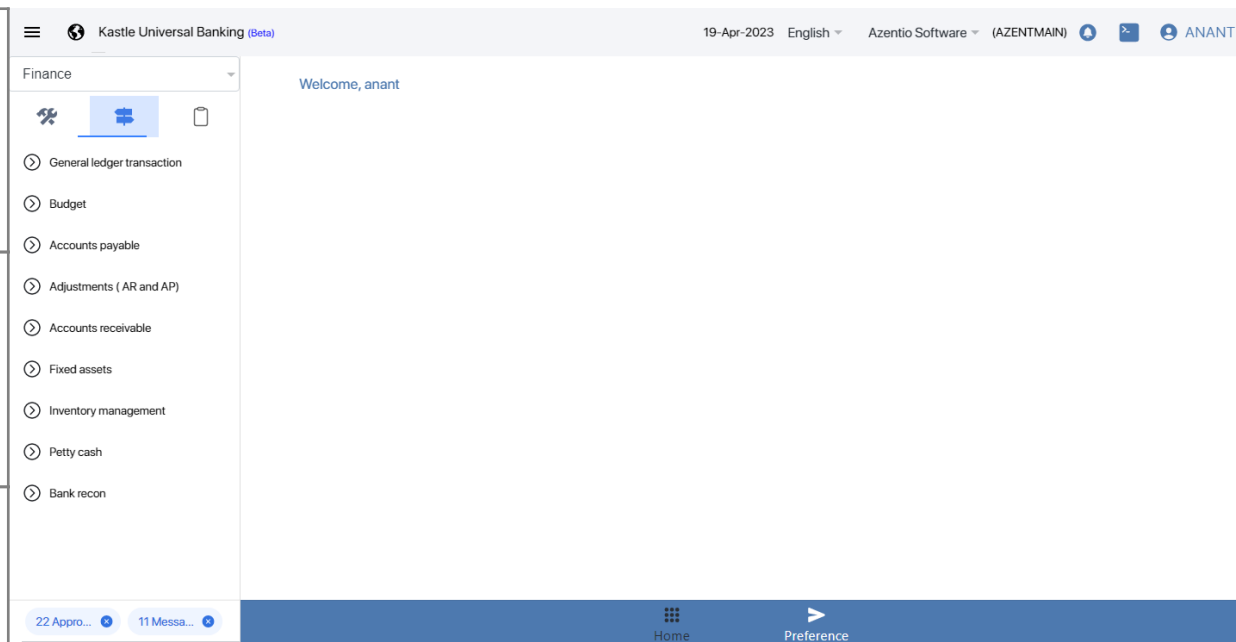 Kastle Universal Banking (Beta)
19-Apr-2023 English Azentio Software (AZENTMAIN) ANANT
Finance
Welcome, anant
General ledger transaction
Budget
Accounts payable
Adjustments ( AR and AP)
Accounts receivable
Fixed assets
Inventory management
Petty cash
Bank recon
22 Appro... 11 Messa...
Home Preference